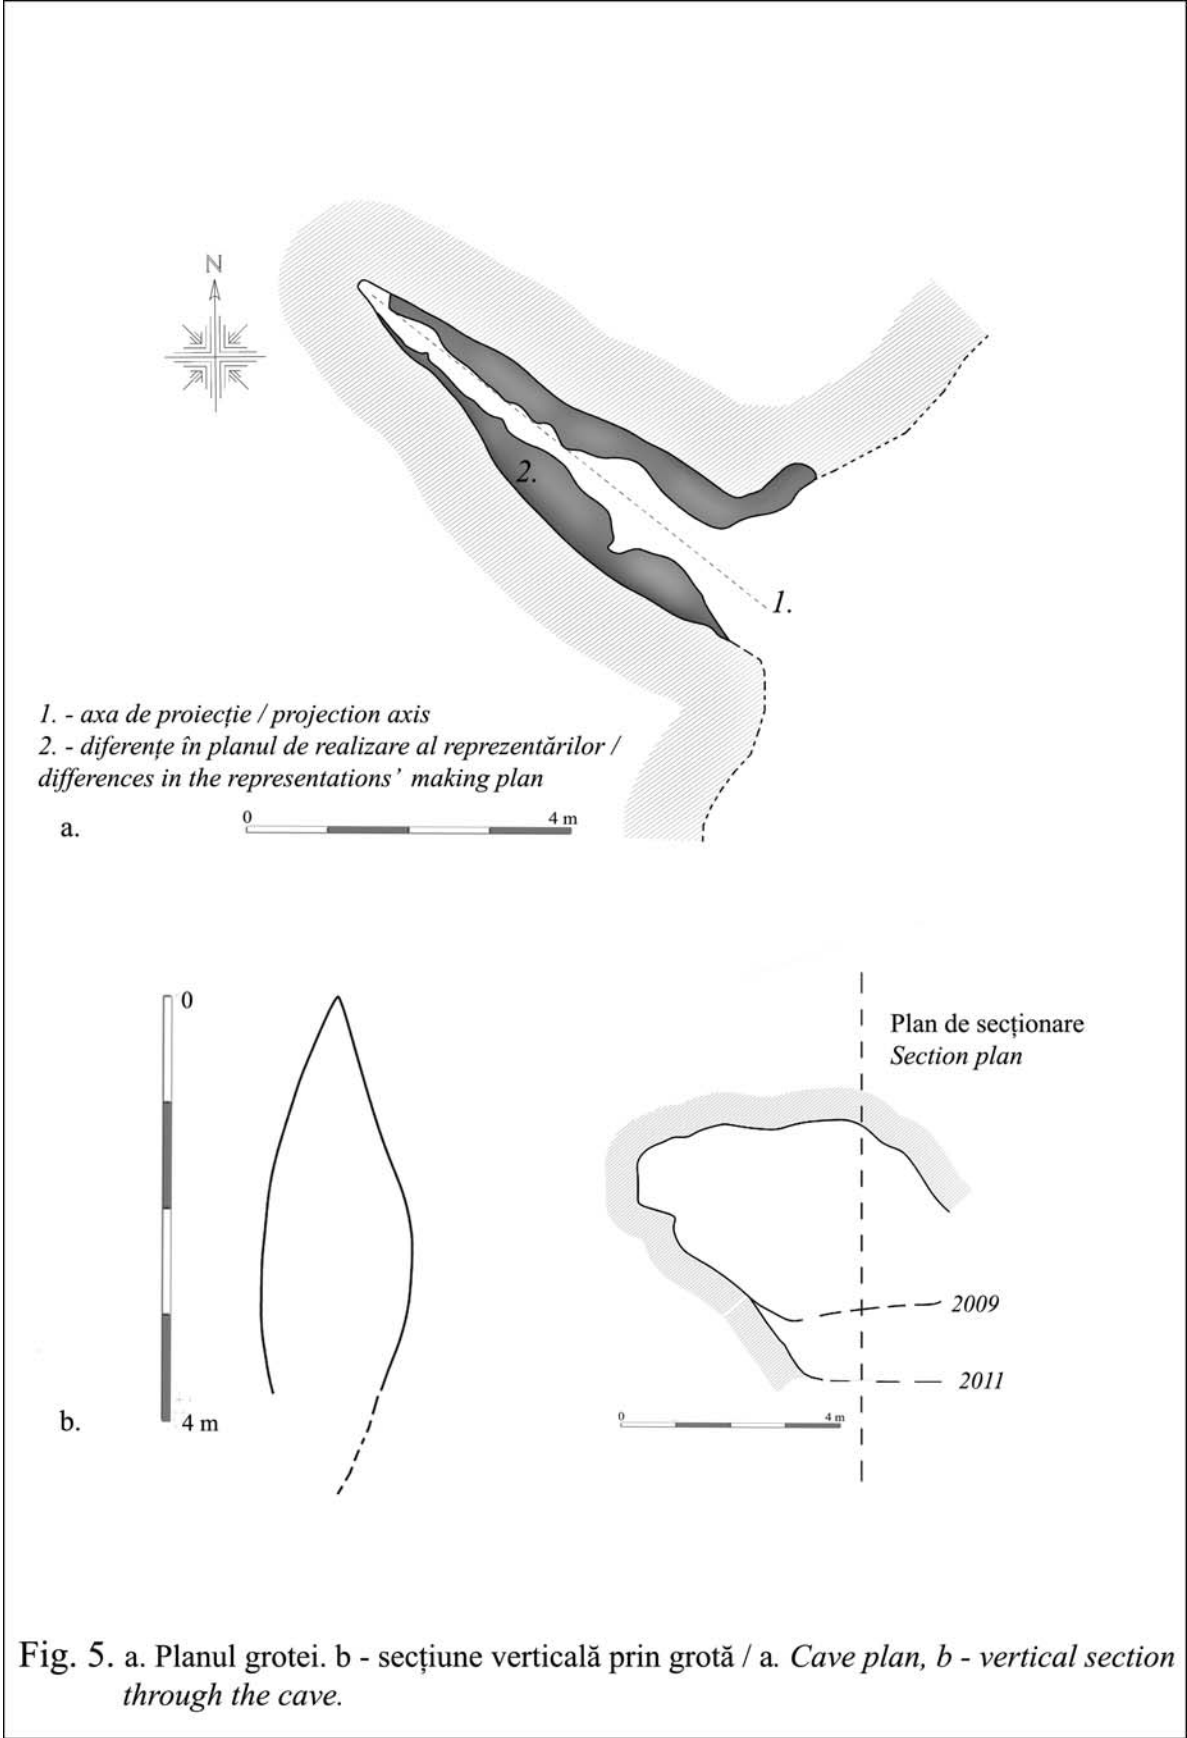 N
2.
1.
1. - axa de proiecție / projection axis
2. - diferențe în planul de realizare al reprezentărilor /
differences in the representations’ making plan
0 4 m
a.
0
Plan de secționare
Section plan
2009
2011
0 4 m
b. 4 m
Fig. 5. a. Planul grotei. b - secțiune verticală prin grotă / a. Cave plan, b - vertical section
through the cave.